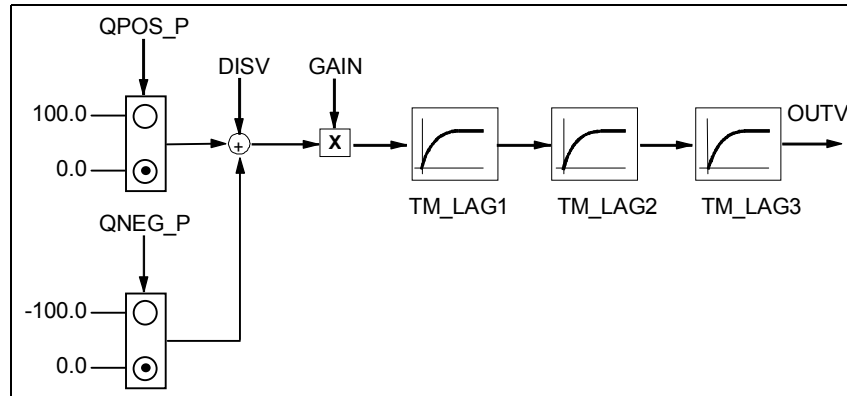 QPOS_P
DISV
GAIN
100.0
0.0
+
X
OUTV
TM_LAG1
TM_LAG2
TM_LAG3
QNEG_P
-100.0
0.0